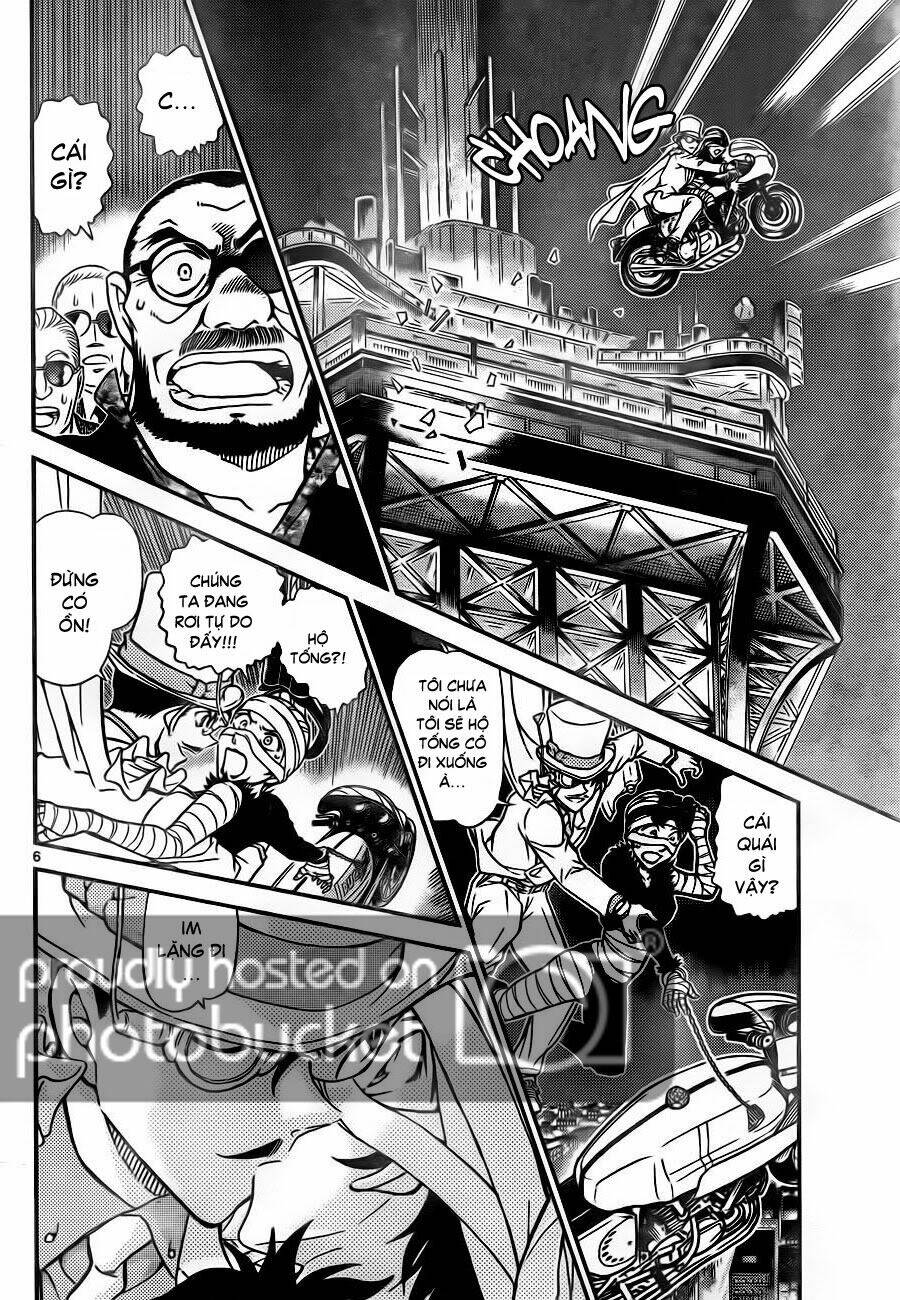 C...
CÁI
GÌ?
CHOANG
ĐỪNG
CÓ
ỒN!
CHÚNG
TA ĐANG
RƠI TỰ DO
ĐẤY!!!
HỘ
TỐNG?!
TÔI CHƯA
NÓI LÀ
TÔI SẼ HỘ
TỐNG CÔ
ĐI XUỐNG
À...
CÁI
QUÁI
GÌ
VẬY?
6
IM
LẶNG ĐI
...
proudly hosted on
photobucket
®